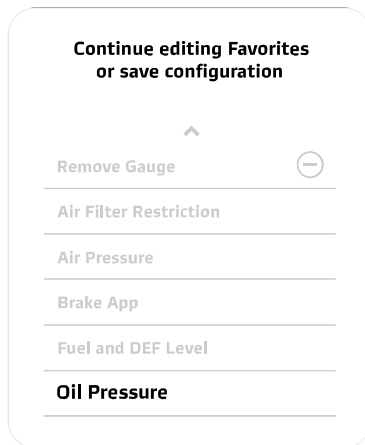 Continue editing Favorites
or save configuration
Remove Gauge
Air Filter Restriction
Air Pressure
Brake App
Fuel and DEF Level
Oil Pressure